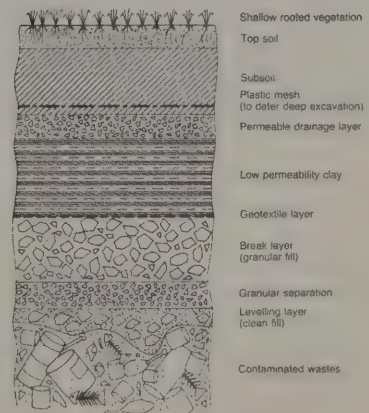 Shallow rooted vegetation
Top soil
Subsoil
Plastic mesh
(to deter deep excavation)
Permeable drainage layer
Low permeability clay
Geotextile layer
Break layer
(granular fill)
Granular separation
Levelling layer
(clean fill)
Contaminated wastes